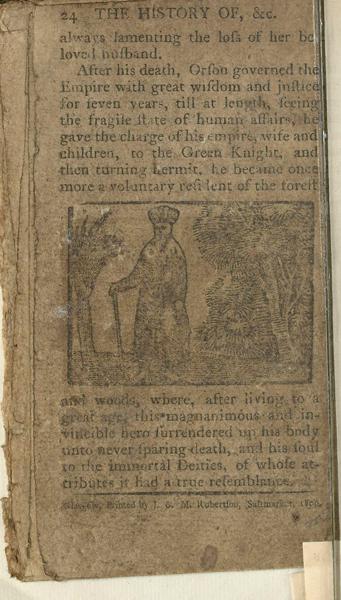 24 THE HISTORY OF, &c.
always lamenting the loſs of her be
loved huſband.
After his death, Orſon governed the
Empire with great wiſdom and juſtice
for ſeven years, till at length, ſeeing
the fragile ſtate of human affairs, he
gave the charge of his empire, wife and
children, to the Green Knight, and
then turning hermit, he became once
more a voluntary reſident of the foreſt
and woods, where, after living to a
great age, this magnanimous and in-
vincible hero ſurrendered up his body
unto never ſparing death, and his ſoul
to the immortal Deities, of whoſe at-
tributes it had a true reſemblance.
Glasgow, Printed by J. & M. Robertſon, Saltmarket,